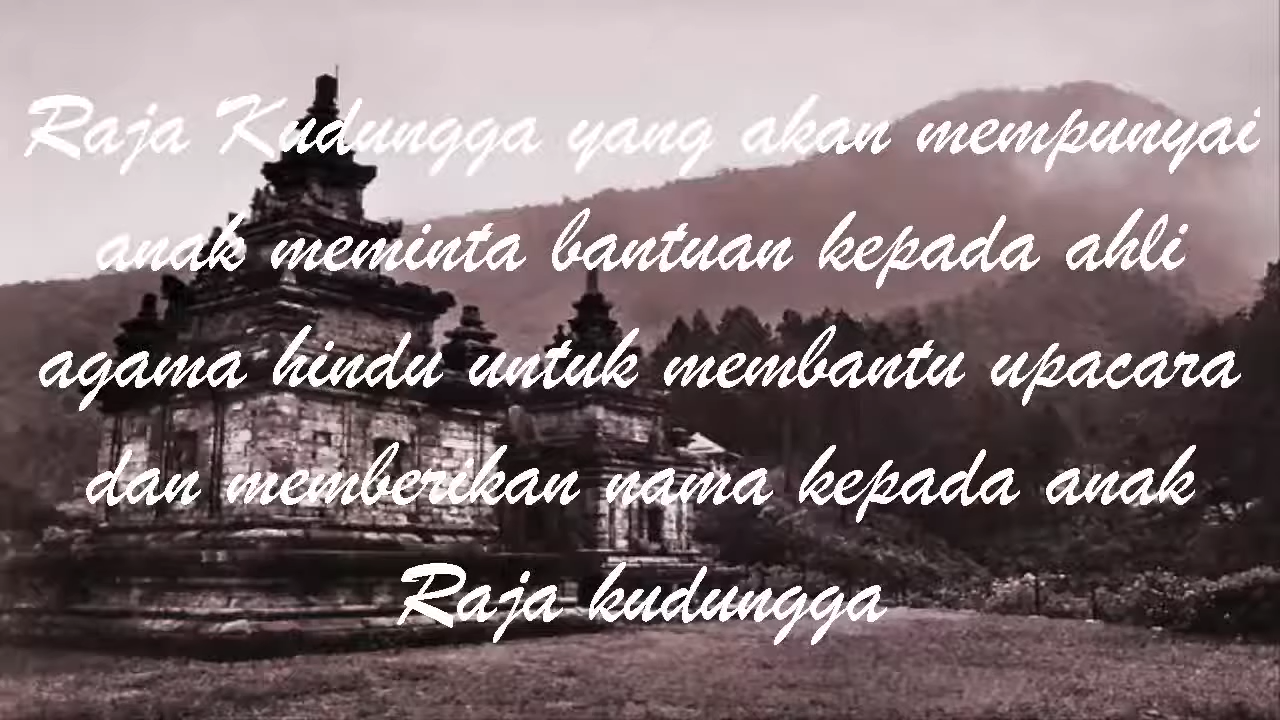 Raja Kudungga yang akan mempunyai
anak meminta bantuan kepada ahli
agama hindu untuk membantu upacara
dan memberikan nama kepada anak
Raja kudungga